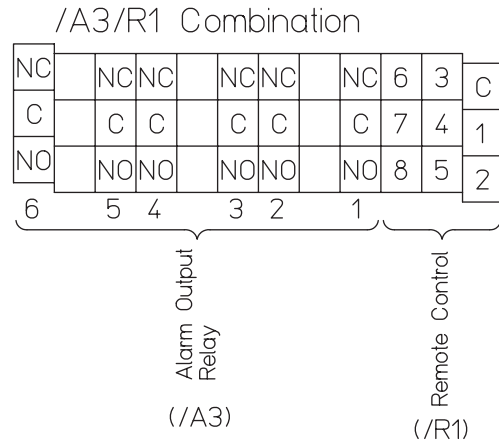 /A3/R1 Combination
NC NC NC NC NC NC 6 3 C
C C C C C C 7 4 1
NO NO NO NO NO NO 8 5 2
6 5 4 3 2 1
Alarm Output
Relay
(/A3)
Remote Control
(/R1)